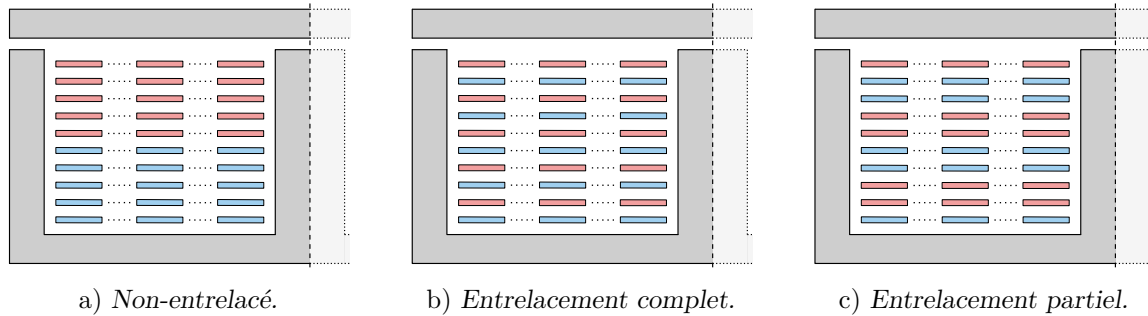 a) Non-entrelacé.
b) Entrelacement complet.
c) Entrelacement partiel.